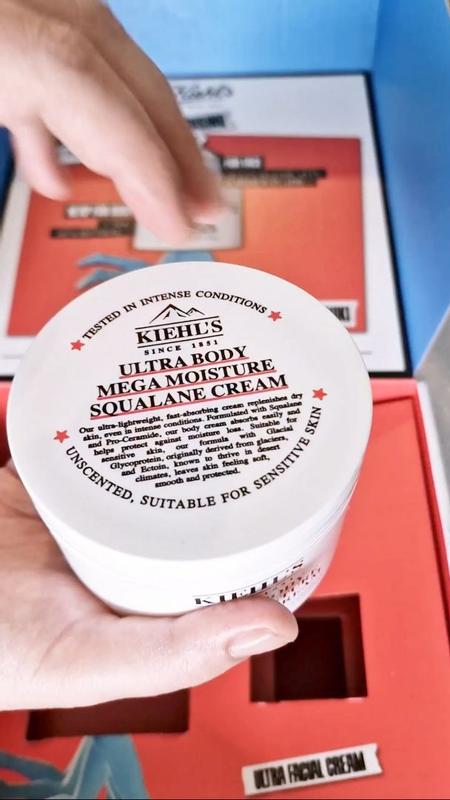 TESTED IN INTENSE CONDITIONS
KIEHL'S
SINCE 1851
ULTRA BODY
MEGA MOISTURE
SQUALANE CREAM
Our ultra-lightweight, fast-absorbing cream replenishes dry
skin, even in intense conditions. Formulated with Squalane
and Pro-Ceramide, our body cream absorbs easily and
helps protect against moisture loss. Suitable for
sensitive skin, our formula with Glacial
Glycoprotein, originally derived from glaciers,
and Ectoin, known to thrive in desert
climates, leaves skin feeling soft,
smooth and protected.
UNSCENTED, SUITABLE FOR SENSITIVE SKIN
KIEHL'S
ULTRA FACIAL CREAM